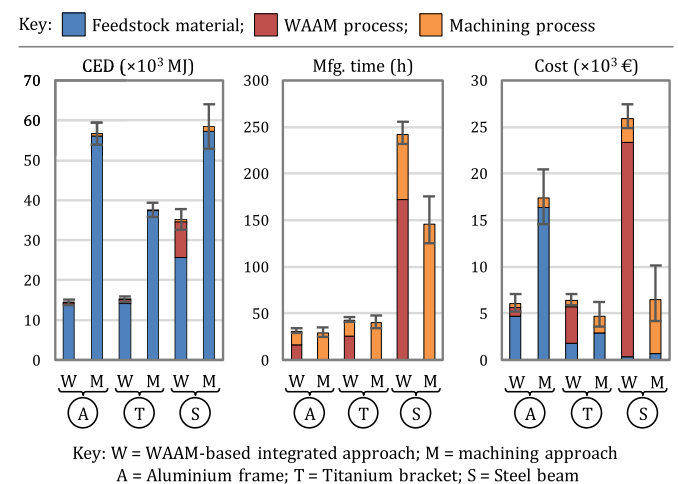 Key: Feedstock material; WAAM process; Machining process
CED (×10³ MJ) Mfg. time (h) Cost (×10³ €)
70 300 30
60 250 25
50 200 20
40 150 15
30 100 10
20 50 5
10 0 0
0
W M W M W M W M W M W M W M W M W M
A T S A T S A T S
Key: W = WAAM-based integrated approach; M = machining approach
A = Aluminium frame; T = Titanium bracket; S = Steel beam